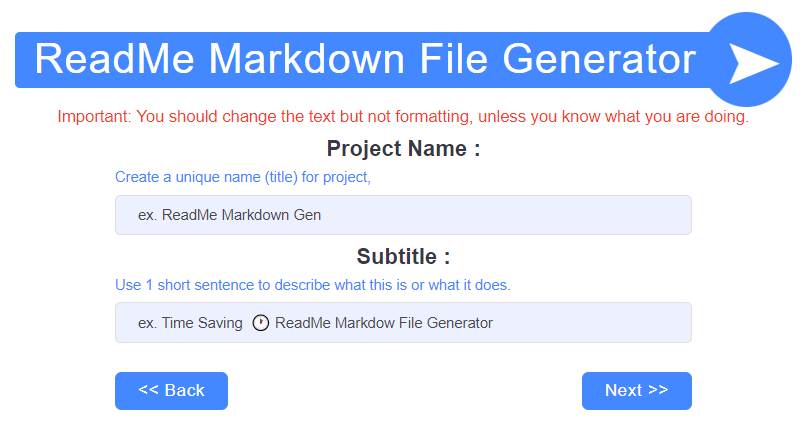 ReadMe Markdown File Generator
Important: You should change the text but not formatting, unless you know what you are doing.
Project Name :
Create a unique name (title) for project,
ex. ReadMe Markdown Gen
Subtitle :
Use 1 short sentence to describe what this is or what it does.
ex. Time Saving 🕐 ReadMe Markdow File Generator
<< Back
Next >>